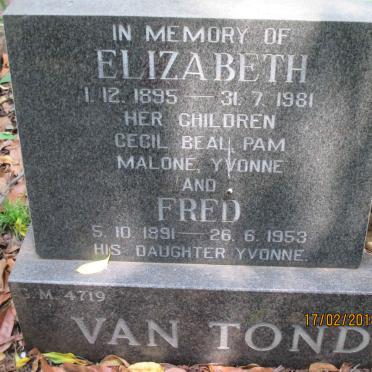 IN MEMORY OF
ELIZABETH
1. 12. 1895 — 31. 7. 1981
HER CHILDREN
CECIL BEAL, PAM
MALONE, YVONNE
AND
FRED
5. 10. 1891 — 26. 6. 1953
HIS DAUGHTER YVONNE
M. 4719
VAN TOND
17/02/201